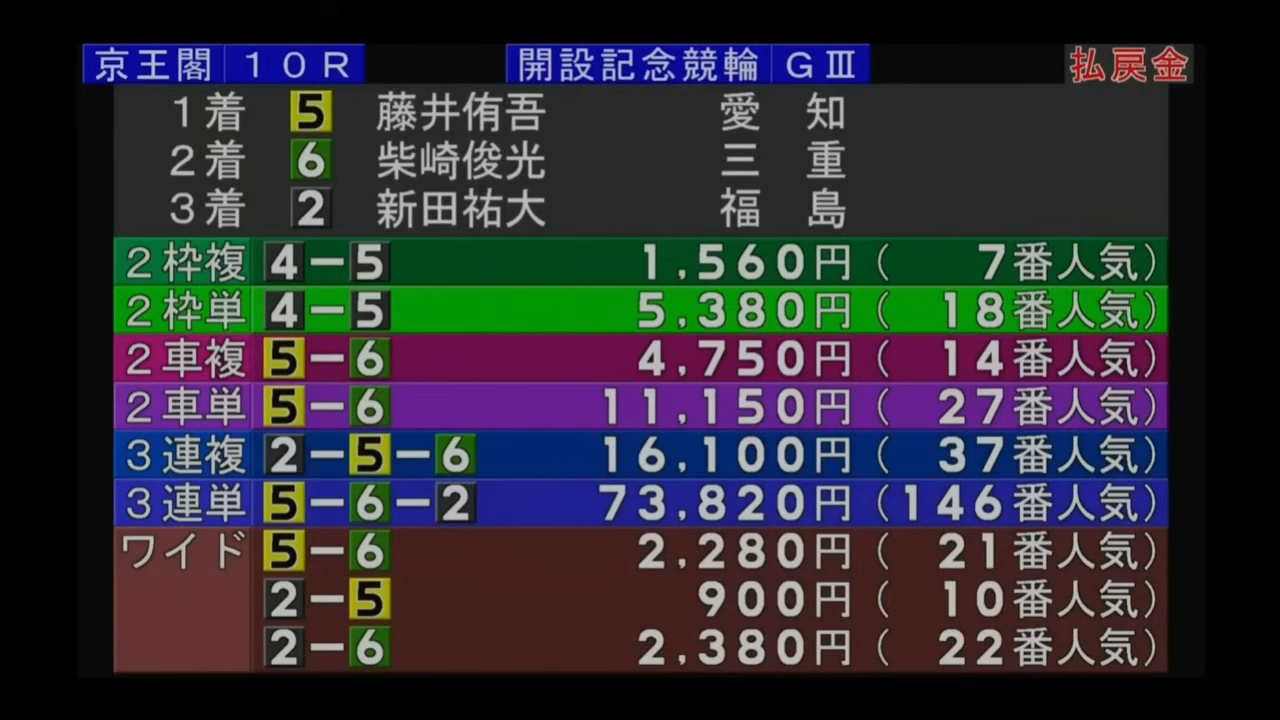 京王閣 10R 開設記念競輪 GⅢ 払戻金
1着 5 藤井侑吾 愛知
2着 6 柴崎俊光 三重
3着 2 新田祐大 福島
2枠複 4-5 1,560円( 7番人気)
2枠単 4-5 5,380円( 18番人気)
2車複 5-6 4,750円( 14番人気)
2車単 5-6 11,150円( 27番人気)
3連複 2-5-6 16,100円( 37番人気)
3連単 5-6-2 73,820円(146番人気)
ワイド 5-6 2,280円( 21番人気)
2-5 900円( 10番人気)
2-6 2,380円( 22番人気)